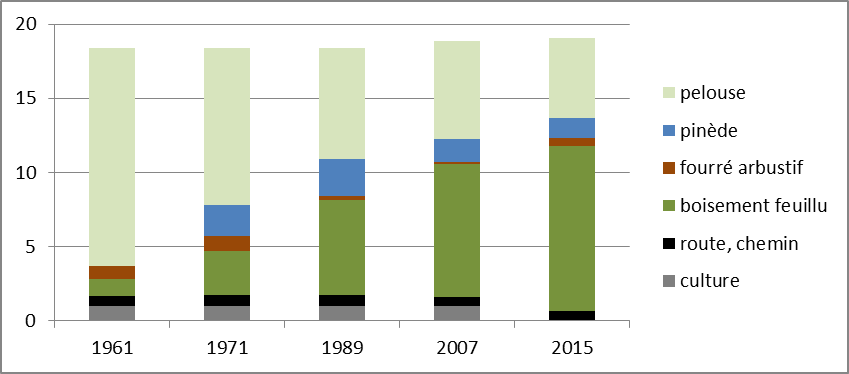 20
15
10
5
0
1961 1971 1989 2007 2015
pelouse
pinède
fourré arbustif
boisement feuillu
route, chemin
culture